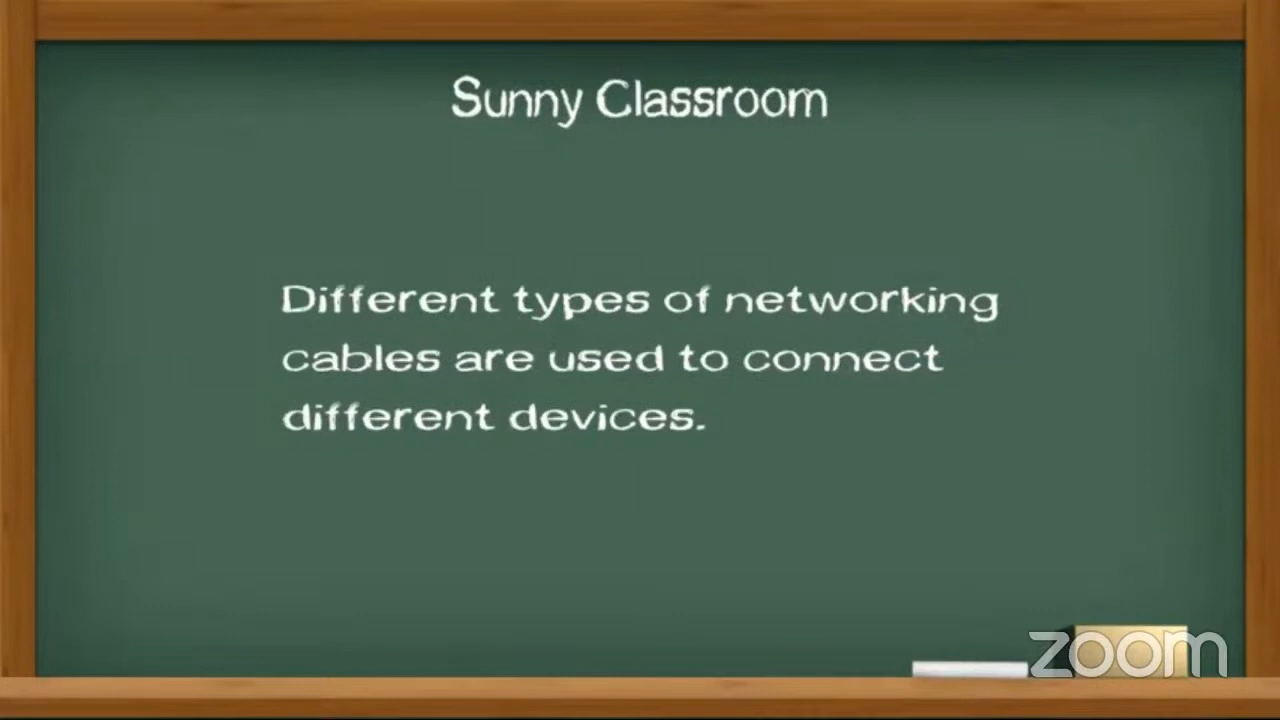 Sunny Classroom
Different types of networking
cables are used to connect
different devices.
zoom